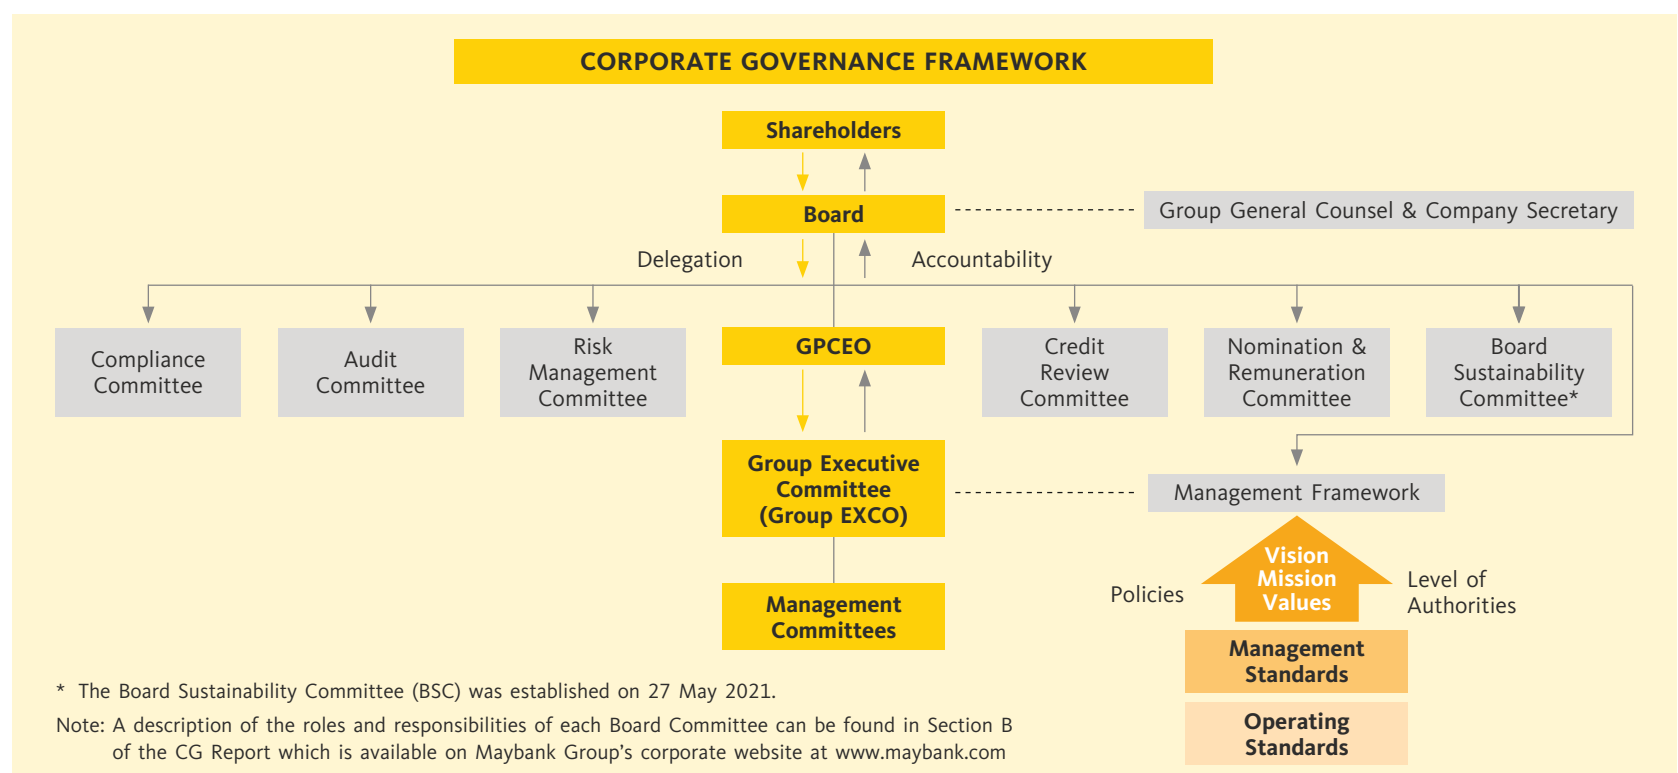 CORPORATE GOVERNANCE FRAMEWORK
Shareholders
Board
Group General Counsel & Company Secretary
Delegation
Accountability
Compliance
Committee
Audit
Committee
Risk
Management
Committee
GPCEO
Credit
Review
Committee
Nomination &
Remuneration
Committee
Board
Sustainability
Committee*
Group Executive
Committee
(Group EXCO)
Management Framework
Policies
Vision
Mission
Values
Level of
Authorities
Management
Committees
Management
Standards
Operating
Standards
* The Board Sustainability Committee (BSC) was established on 27 May 2021.
Note: A description of the roles and responsibilities of each Board Committee can be found in Section B
of the CG Report which is available on Maybank Group's corporate website at www.maybank.com